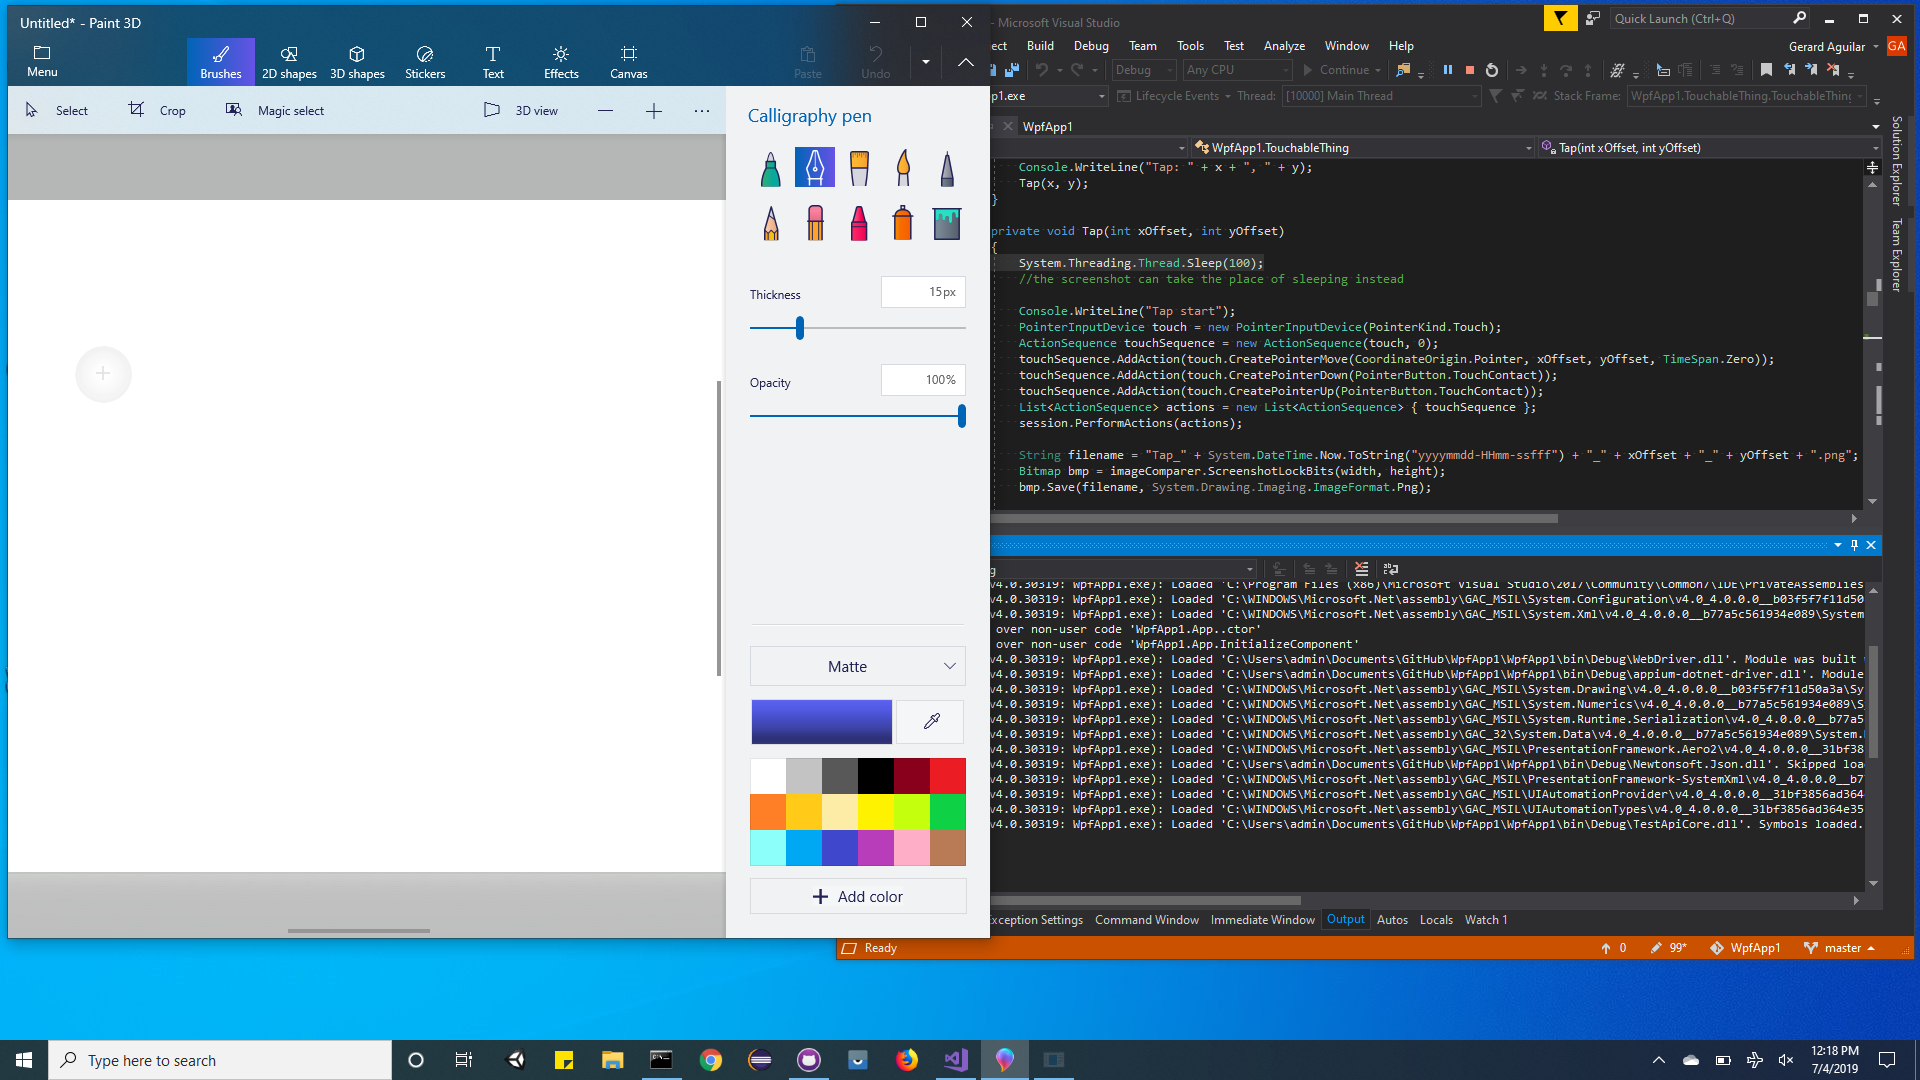 Untitled* - Paint 3D
Menu
Brushes
2D shapes
3D shapes
Stickers
Text
Effects
Canvas
Paste
Undo
Select
Crop
Magic select
3D view
Calligraphy pen
Thickness
15px
Opacity
100%
Matte
Add color
- Microsoft Visual Studio
Quick Launch (Ctrl+Q)
ect Build Debug Team Tools Test Analyze Window Help
Gerard Aguilar
GA
Debug
Any CPU
Continue
p1.exe
Lifecycle Events
Thread:
[10000] Main Thread
Stack Frame:
WpfApp1.TouchableThing.TouchableThing
WpfApp1
WpfApp1.TouchableThing
Tap(int xOffset, int yOffset)
Solution Explorer
Team Explorer
Console.WriteLine("Tap: " + x + ", " + y);
Tap(x, y);
}
private void Tap(int xOffset, int yOffset)
{
System.Threading.Thread.Sleep(100);
//the screenshot can take the place of sleeping instead
Console.WriteLine("Tap start");
PointerInputDevice touch = new PointerInputDevice(PointerKind.Touch);
ActionSequence touchSequence = new ActionSequence(touch, 0);
touchSequence.AddAction(touch.CreatePointerMove(CoordinateOrigin.Pointer, xOffset, yOffset, TimeSpan.Zero));
touchSequence.AddAction(touch.CreatePointerDown(PointerButton.TouchContact));
touchSequence.AddAction(touch.CreatePointerUp(PointerButton.TouchContact));
List<ActionSequence> actions = new List<ActionSequence> { touchSequence };
session.PerformActions(actions);
String filename = "Tap_" + System.DateTime.Now.ToString("yyyymmdd-HHmm-ssfff") + "_" + xOffset + "_" + yOffset + ".png";
Bitmap bmp = imageComparer.ScreenshotLockBits(width, height);
bmp.Save(filename, System.Drawing.Imaging.ImageFormat.Png);
g
v4.0.30319: WpfApp1.exe): Loaded 'C:\Program Files (x86)\Microsoft Visual Studio\2017\Community\Common7\IDE\PrivateAssemblies
v4.0.30319: WpfApp1.exe): Loaded 'C:\WINDOWS\Microsoft.Net\assembly\GAC_MSIL\System.Configuration\v4.0_4.0.0.0__b03f5f7f11d50
v4.0.30319: WpfApp1.exe): Loaded 'C:\WINDOWS\Microsoft.Net\assembly\GAC_MSIL\System.Xml\v4.0_4.0.0.0__b77a5c561934e089\System
over non-user code 'WpfApp1.App..ctor'
over non-user code 'WpfApp1.App.InitializeComponent'
v4.0.30319: WpfApp1.exe): Loaded 'C:\Users\admin\Documents\GitHub\WpfApp1\WpfApp1\bin\Debug\WebDriver.dll'. Module was built
v4.0.30319: WpfApp1.exe): Loaded 'C:\Users\admin\Documents\GitHub\WpfApp1\WpfApp1\bin\Debug\appium-dotnet-driver.dll'. Module
v4.0.30319: WpfApp1.exe): Loaded 'C:\WINDOWS\Microsoft.Net\assembly\GAC_MSIL\System.Drawing\v4.0_4.0.0.0__b03f5f7f11d50a3a\Sy
v4.0.30319: WpfApp1.exe): Loaded 'C:\WINDOWS\Microsoft.Net\assembly\GAC_MSIL\System.Numerics\v4.0_4.0.0.0__b77a5c561934e089\S
v4.0.30319: WpfApp1.exe): Loaded 'C:\WINDOWS\Microsoft.Net\assembly\GAC_MSIL\System.Runtime.Serialization\v4.0_4.0.0.0__b77a5
v4.0.30319: WpfApp1.exe): Loaded 'C:\WINDOWS\Microsoft.Net\assembly\GAC_32\System.Data\v4.0_4.0.0.0__b77a5c561934e089\System.
v4.0.30319: WpfApp1.exe): Loaded 'C:\WINDOWS\Microsoft.Net\assembly\GAC_MSIL\PresentationFramework.Aero2\v4.0_4.0.0.0__31bf38
v4.0.30319: WpfApp1.exe): Loaded 'C:\Users\admin\Documents\GitHub\WpfApp1\WpfApp1\bin\Debug\Newtonsoft.Json.dll'. Skipped loa
v4.0.30319: WpfApp1.exe): Loaded 'C:\WINDOWS\Microsoft.Net\assembly\GAC_MSIL\PresentationFramework-SystemXml\v4.0_4.0.0.0__b7
v4.0.30319: WpfApp1.exe): Loaded 'C:\WINDOWS\Microsoft.Net\assembly\GAC_MSIL\UIAutomationProvider\v4.0_4.0.0.0__31bf3856ad364
v4.0.30319: WpfApp1.exe): Loaded 'C:\WINDOWS\Microsoft.Net\assembly\GAC_MSIL\UIAutomationTypes\v4.0_4.0.0.0__31bf3856ad364e35
v4.0.30319: WpfApp1.exe): Loaded 'C:\Users\admin\Documents\GitHub\WpfApp1\WpfApp1\bin\Debug\TestApiCore.dll'. Symbols loaded.
Exception Settings Command Window Immediate Window Output Autos Locals Watch 1
Ready
0
99*
WpfApp1
master
Type here to search
12:18 PM
7/4/2019